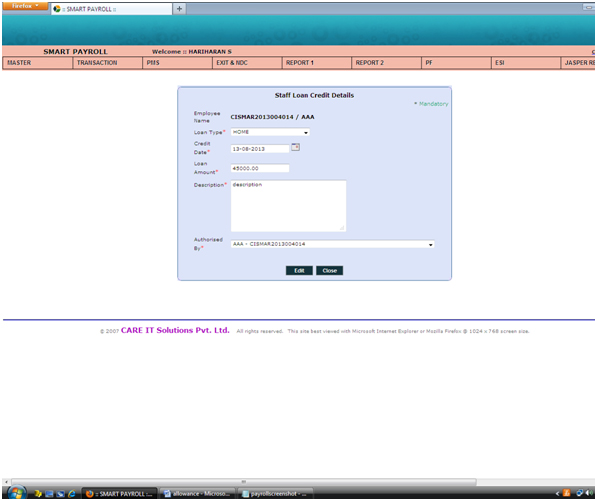 Firefox
:: SMART PAYROLL ::
+
SMART PAYROLL Welcome :: HARIHARAN S
MASTER TRANSACTION PMS EXIT & NDC REPORT 1 REPORT 2 PF ESI JASPER RE
Staff Loan Credit Details
* Mandatory
Employee
Name
CISMAR2013004014 / AAA
Loan Type* HOME
Credit
Date*
13-08-2013
Loan
Amount*
45000.00
Description* description
Authorised
By*
AAA - CISMAR2013004014
Edit Close
© 2007 CARE IT Solutions Pvt. Ltd. All rights reserved. This site best viewed with Microsoft Internet Explorer or Mozilla Firefox @ 1024 x 768 screen size.
:: SMART PAYROLL :... allowance - Microso... payrollscreenshot - ...